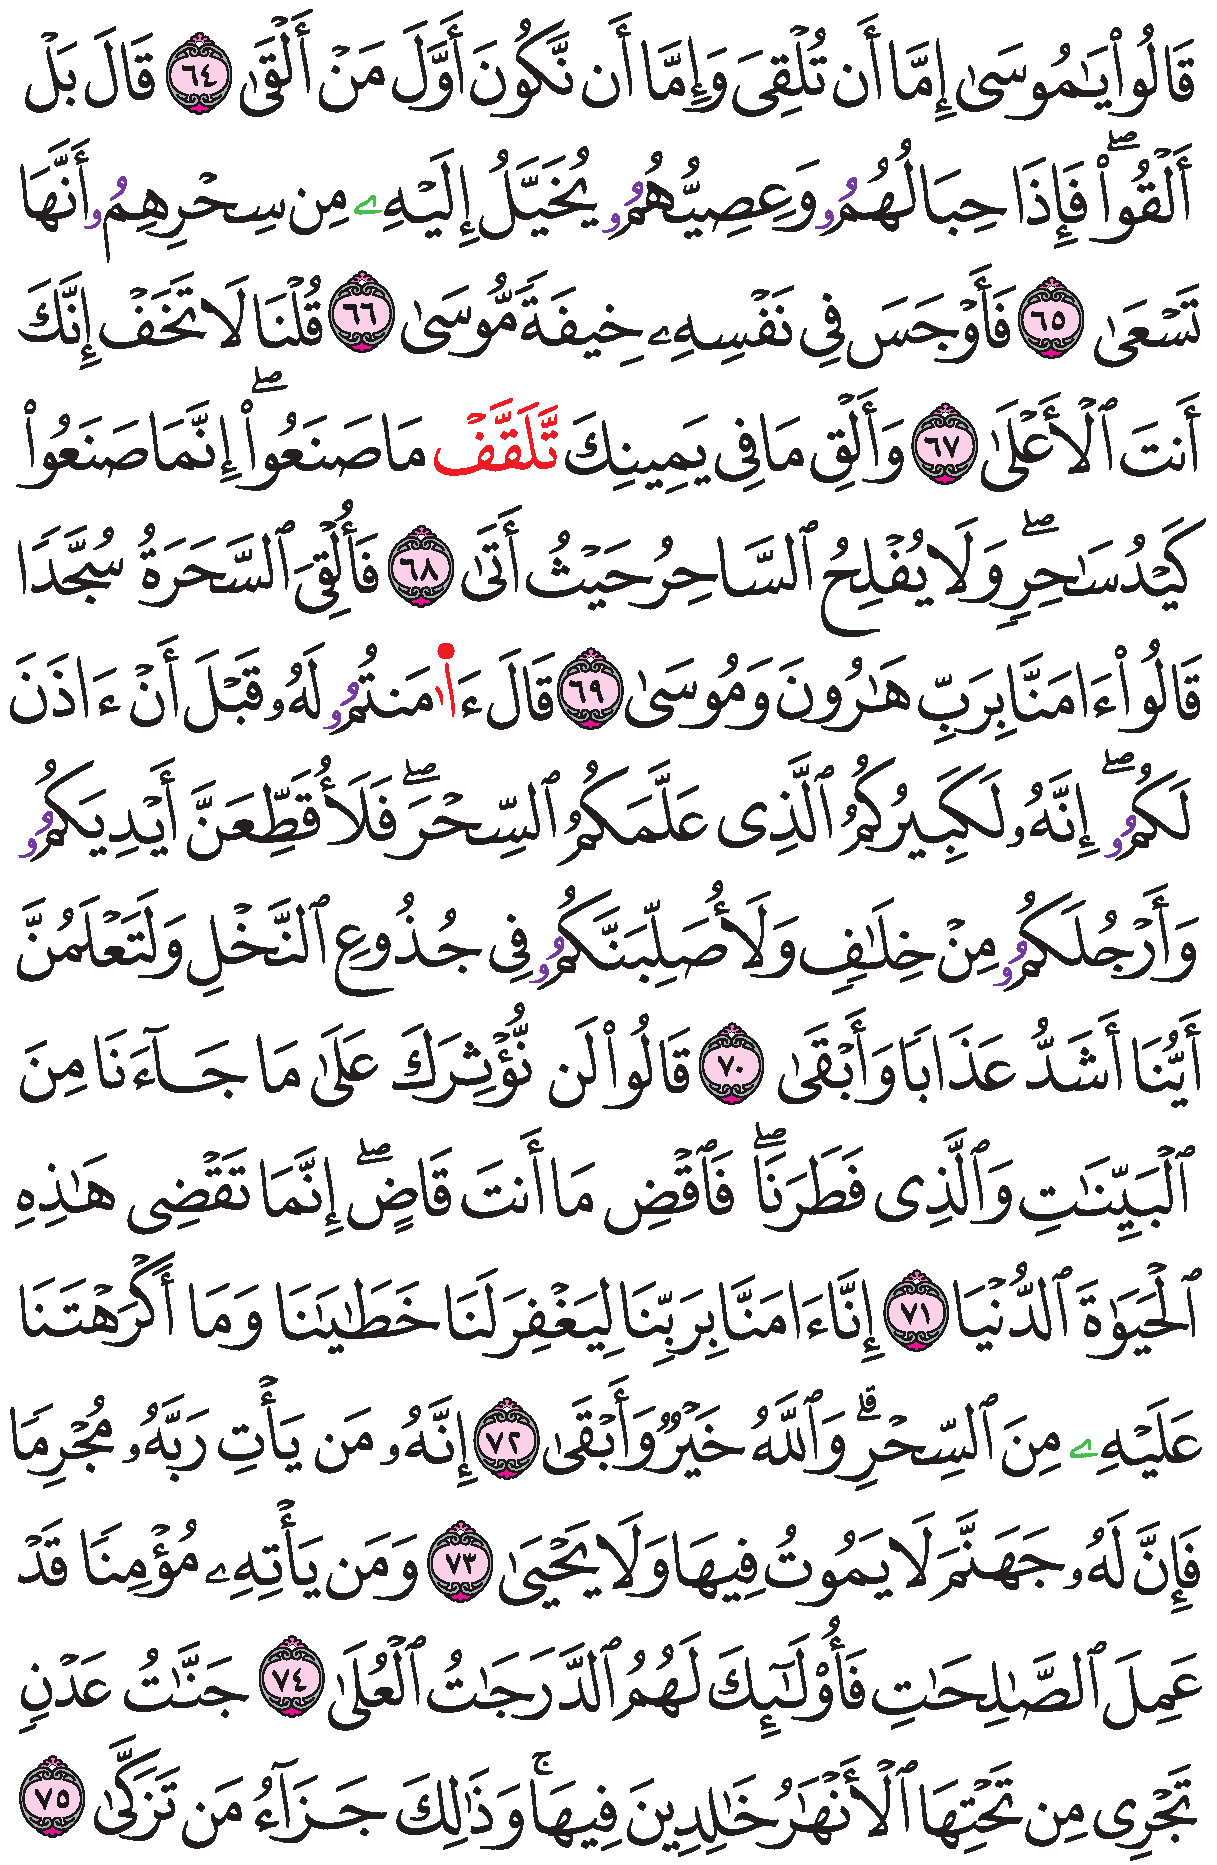 قَالُوا۟ يَـٰمُوسَىٰٓ إِمَّآ أَن تُلْقِىَ وَإِمَّآ أَن نَّكُونَ أَوَّلَ مَنْ أَلْقَىٰ ٦٤ قَالَ بَلْ
أَلْقُوا۟ۖ فَإِذَا حِبَالُهُمُۥ وَعِصِيُّهُمُۥ يُخَيَّلُ إِلَيْهِۦ مِن سِحْرِهِمُۥ أَنَّهَا
تَسْعَىٰ ٦٥ فَأَوْجَسَ فِى نَفْسِهِۦ خِيفَةً مُّوسَىٰ ٦٦ قُلْنَا لَا تَخَفْ إِنَّكَ
أَنتَ ٱلْأَعْلَىٰ ٦٧ وَأَلْقِ مَا فِى يَمِينِكَ تَّلَقَّفْ مَا صَنَعُوا۟ۖ إِنَّمَا صَنَعُوا۟
كَيْدُ سَـٰحِرٍۖ وَلَا يُفْلِحُ ٱلسَّاحِرُ حَيْثُ أَتَىٰ ٦٨ فَأُلْقِىَ ٱلسَّحَرَةُ سُجَّدًا
قَالُوٓا۟ ءَامَنَّا بِرَبِّ هَـٰرُونَ وَمُوسَىٰ ٦٩ قَالَ ءَا۬مَنتُمُۥ لَهُۥ قَبْلَ أَنْ ءَاذَنَ
لَكُمُۥۖ إِنَّهُۥ لَكَبِيرُكُمُ ٱلَّذِى عَلَّمَكُمُ ٱلسِّحْرَۖ فَلَأُقَطِّعَنَّ أَيْدِيَكُمُۥ
وَأَرْجُلَكُمُۥ مِنْ خِلَـٰفٍ وَلَأُصَلِّبَنَّكُمُۥ فِى جُذُوعِ ٱلنَّخْلِ وَلَتَعْلَمُنَّ
أَيُّنَا أَشَدُّ عَذَابًا وَأَبْقَىٰ ٧٠ قَالُوا۟ لَن نُّؤْثِرَكَ عَلَىٰ مَا جَآءَنَا مِنَ
ٱلْبَيِّنَـٰتِ وَٱلَّذِى فَطَرَنَاۖ فَٱقْضِ مَا أَنتَ قَاضٍۖ إِنَّمَا تَقْضِى هَـٰذِهِ
ٱلْحَيَوٰةَ ٱلدُّنْيَا ٧١ إِنَّا ءَامَنَّا بِرَبِّنَا لِيَغْفِرَ لَنَا خَطَـٰيَـٰنَا وَمَا أَكْرَهْتَنَا
عَلَيْهِۦ مِنَ ٱلسِّحْرِۗ وَٱللَّهُ خَيْرٌ وَأَبْقَىٰ ٧٢ إِنَّهُۥ مَن يَأْتِ رَبَّهُۥ مُجْرِمًا
فَإِنَّ لَهُۥ جَهَنَّمَ لَا يَمُوتُ فِيهَا وَلَا يَحْيَىٰ ٧٣ وَمَن يَأْتِهِۦ مُؤْمِنًا قَدْ
عَمِلَ ٱلصَّـٰلِحَـٰتِ فَأُو۟لَـٰٓئِكَ لَهُمُ ٱلدَّرَجَـٰتُ ٱلْعُلَىٰ ٧٤ جَنَّـٰتُ عَدْنٍ
تَجْرِى مِن تَحْتِهَا ٱلْأَنْهَـٰرُ خَـٰلِدِينَ فِيهَاۚ وَذَٰلِكَ جَزَآءُ مَن تَزَكَّىٰ ٧٥